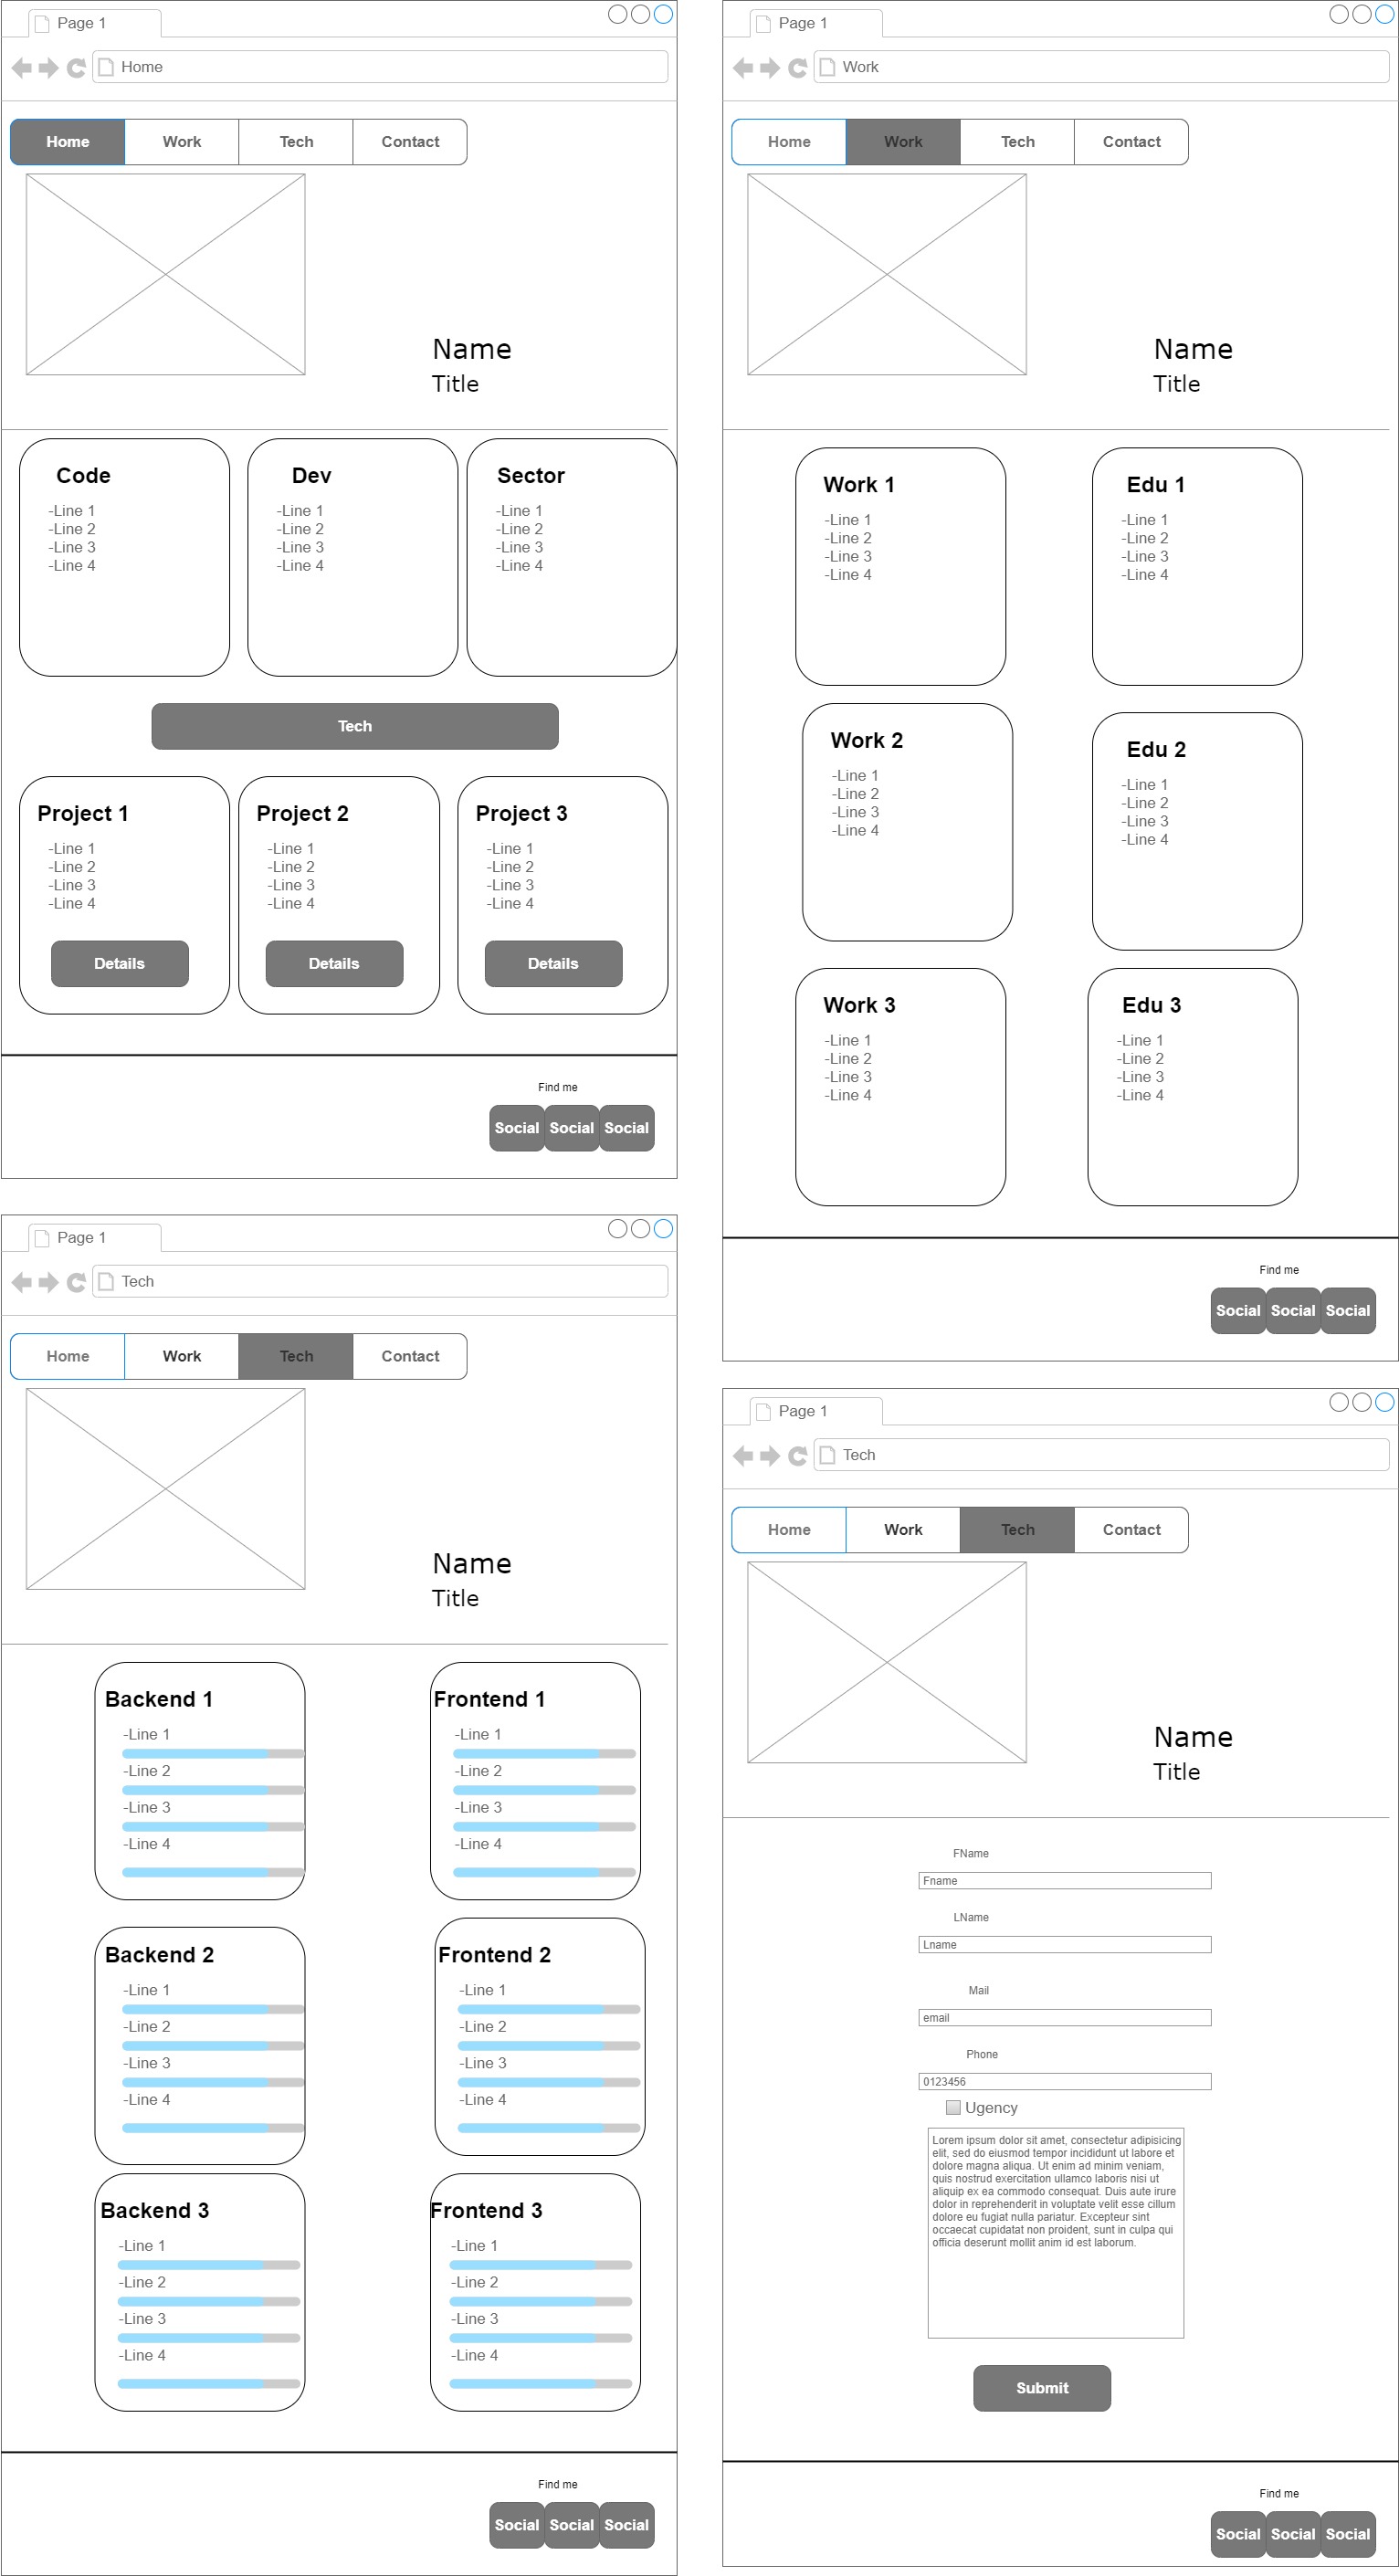 Page 1
Home
Home Work Tech Contact
Name
Title
Code
-Line 1
-Line 2
-Line 3
-Line 4
Dev
-Line 1
-Line 2
-Line 3
-Line 4
Sector
-Line 1
-Line 2
-Line 3
-Line 4
Tech
Project 1
-Line 1
-Line 2
-Line 3
-Line 4
Details
Project 2
-Line 1
-Line 2
-Line 3
-Line 4
Details
Project 3
-Line 1
-Line 2
-Line 3
-Line 4
Details
Find me
Social Social Social
Page 1
Work
Home Work Tech Contact
Name
Title
Work 1
-Line 1
-Line 2
-Line 3
-Line 4
Edu 1
-Line 1
-Line 2
-Line 3
-Line 4
Work 2
-Line 1
-Line 2
-Line 3
-Line 4
Edu 2
-Line 1
-Line 2
-Line 3
-Line 4
Work 3
-Line 1
-Line 2
-Line 3
-Line 4
Edu 3
-Line 1
-Line 2
-Line 3
-Line 4
Find me
Social Social Social
Page 1
Tech
Home Work Tech Contact
Name
Title
Backend 1
-Line 1
-Line 2
-Line 3
-Line 4
Frontend 1
-Line 1
-Line 2
-Line 3
-Line 4
Backend 2
-Line 1
-Line 2
-Line 3
-Line 4
Frontend 2
-Line 1
-Line 2
-Line 3
-Line 4
Backend 3
-Line 1
-Line 2
-Line 3
-Line 4
Frontend 3
-Line 1
-Line 2
-Line 3
-Line 4
Find me
Social Social Social
Page 1
Tech
Home Work Tech Contact
Name
Title
FName
Fname
LName
Lname
Mail
email
Phone
0123456
Ugency
Lorem ipsum dolor sit amet, consectetur adipisicing
elit, sed do eiusmod tempor incididunt ut labore et
dolore magna aliqua. Ut enim ad minim veniam,
quis nostrud exercitation ullamco laboris nisi ut
aliquip ex ea commodo consequat. Duis aute irure
dolor in reprehenderit in voluptate velit esse cillum
dolore eu fugiat nulla pariatur. Excepteur sint
occaecat cupidatat non proident, sunt in culpa qui
officia deserunt mollit anim id est laborum.
Submit
Find me
Social Social Social